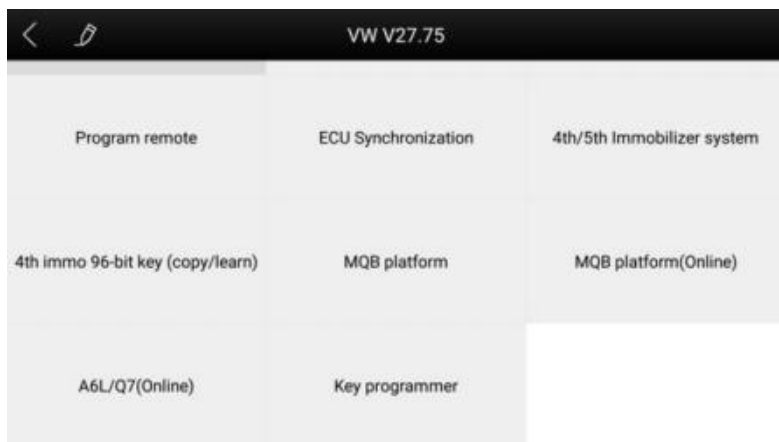 VW V27.75
Program remote
ECU Synchronization
4th/5th Immobilizer system
4th immo 96-bit key (copy/learn)
MQB platform
MQB platform(Online)
A6L/Q7(Online)
Key programmer